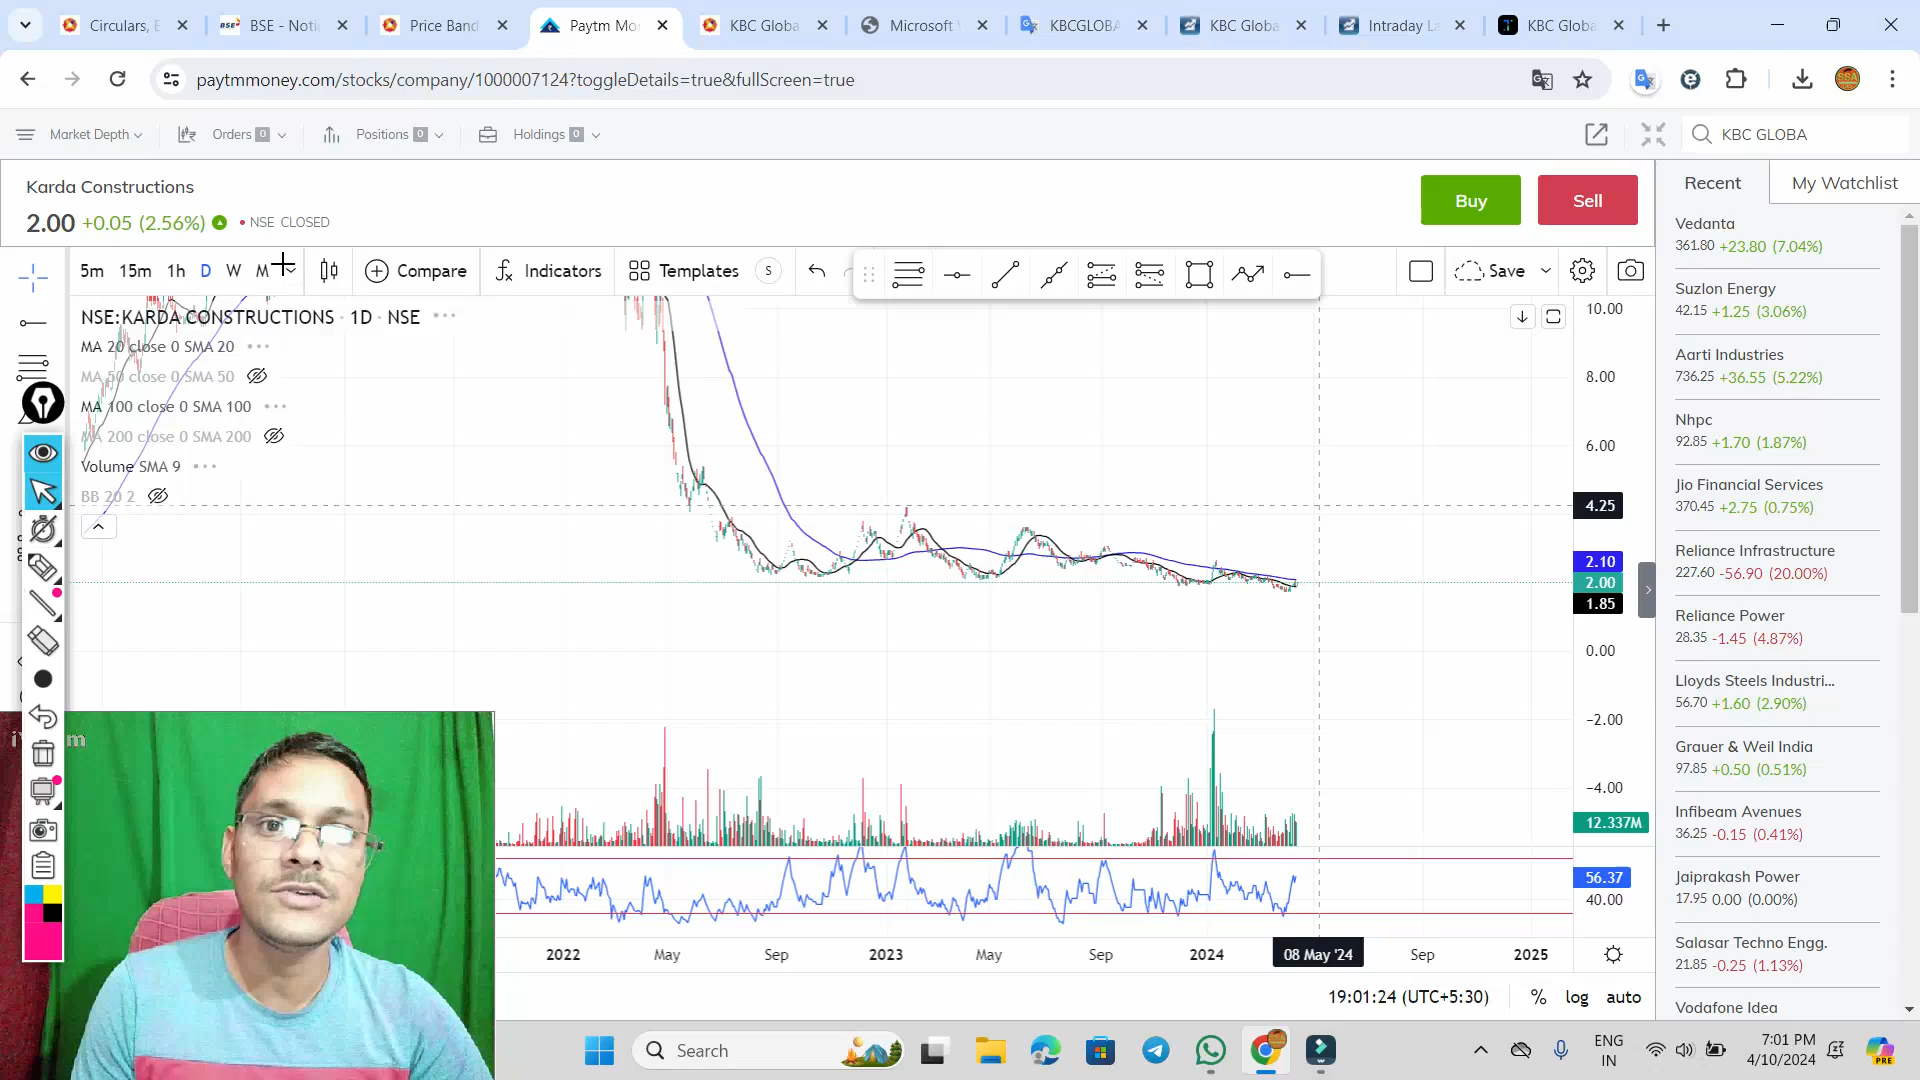 Circulars, E
BSE - Noti
Price Band
Paytm Mo
KBC Globa
Microsoft
KBCGLOBA
KBC Globa
Intraday La
KBC Globa
paytmmoney.com/stocks/company/1000007124?toggleDetails=true&fullScreen=true
Market Depth
Orders 0
Positions 0
Holdings 0
KBC GLOBA
Karda Constructions
2.00 +0.05 (2.56%) • NSE CLOSED
Buy
Sell
Recent
My Watchlist
5m 15m 1h D W M
Compare
Indicators
Templates
S
Save
NSE:KARDA CONSTRUCTIONS · 1D · NSE
MA 20 close 0 SMA 20
MA 50 close 0 SMA 50
MA 100 close 0 SMA 100
MA 200 close 0 SMA 200
Volume SMA 9
BB 20 2
10.00
8.00
6.00
4.25
2.10
2.00
1.85
0.00
−2.00
−4.00
12.337M
56.37
40.00
2022 May Sep 2023 May Sep 2024 08 May '24 Sep 2025
19:01:24 (UTC+5:30) % log auto
Vedanta
361.80 +23.80 (7.04%)
Suzlon Energy
42.15 +1.25 (3.06%)
Aarti Industries
736.25 +36.55 (5.22%)
Nhpc
92.85 +1.70 (1.87%)
Jio Financial Services
370.45 +2.75 (0.75%)
Reliance Infrastructure
227.60 -56.90 (20.00%)
Reliance Power
28.35 -1.45 (4.87%)
Lloyds Steels Industri...
56.70 +1.60 (2.90%)
Grauer & Weil India
97.85 +0.50 (0.51%)
Infibeam Avenues
36.25 -0.15 (0.41%)
Jaiprakash Power
17.95 0.00 (0.00%)
Salasar Techno Engg.
21.85 -0.25 (1.13%)
Vodafone Idea
Search
ENG
IN
7:01 PM
4/10/2024
PRE